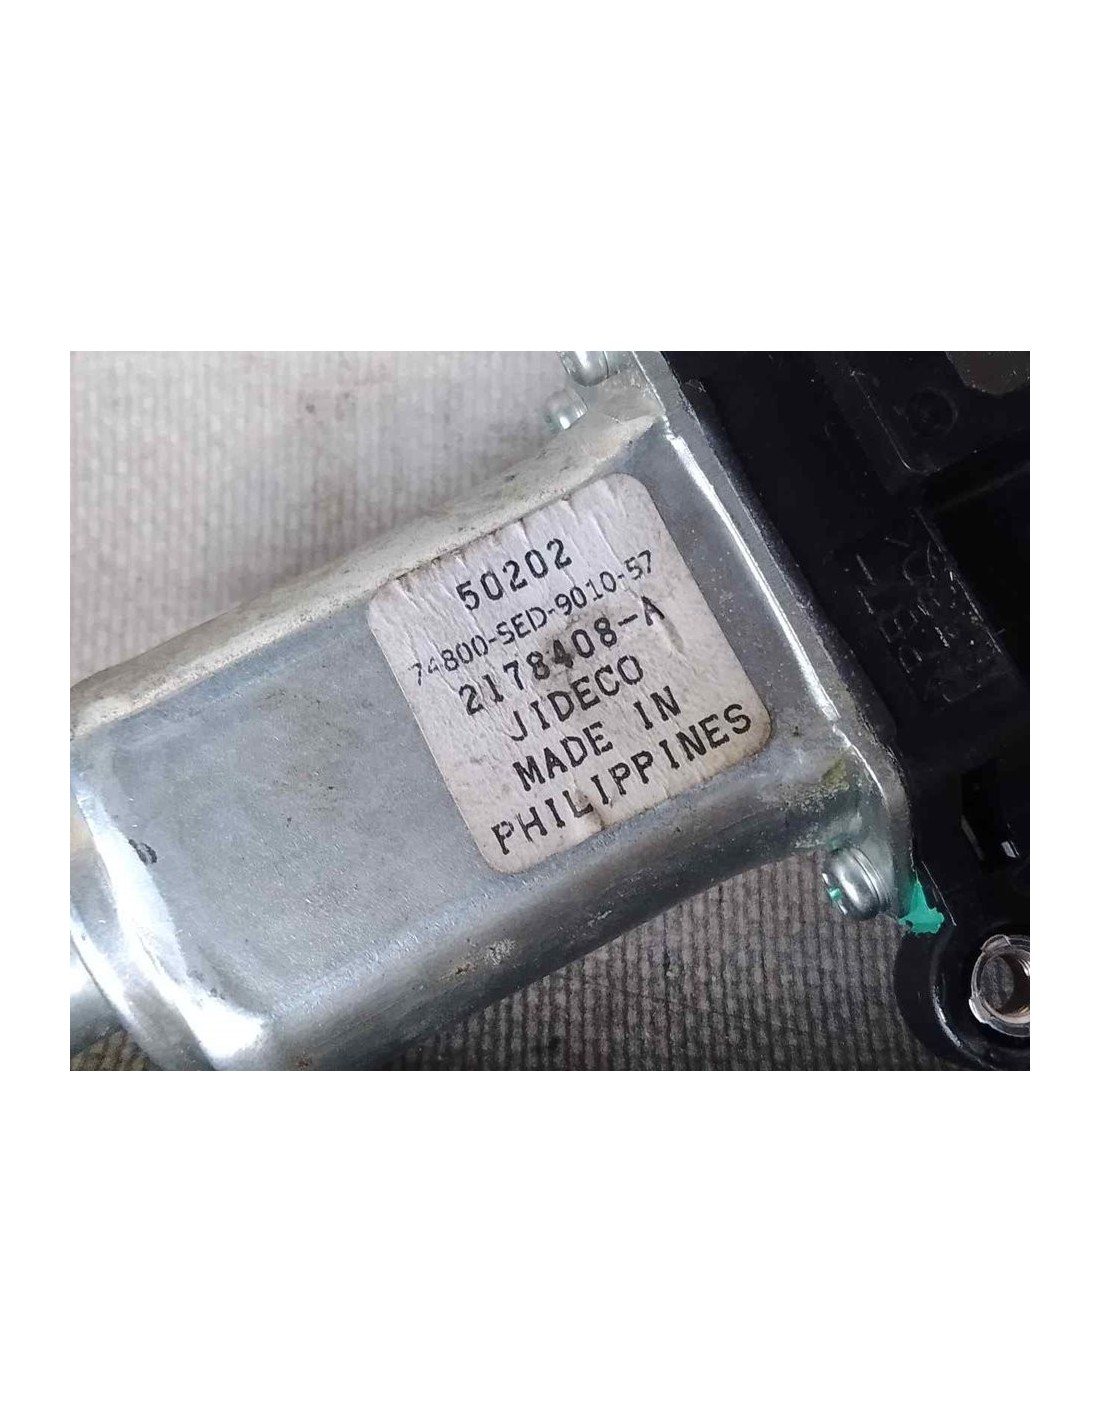 50202
74800-SED-9010-57
2178408-A
JIDECO
MADE IN
PHILIPPINES